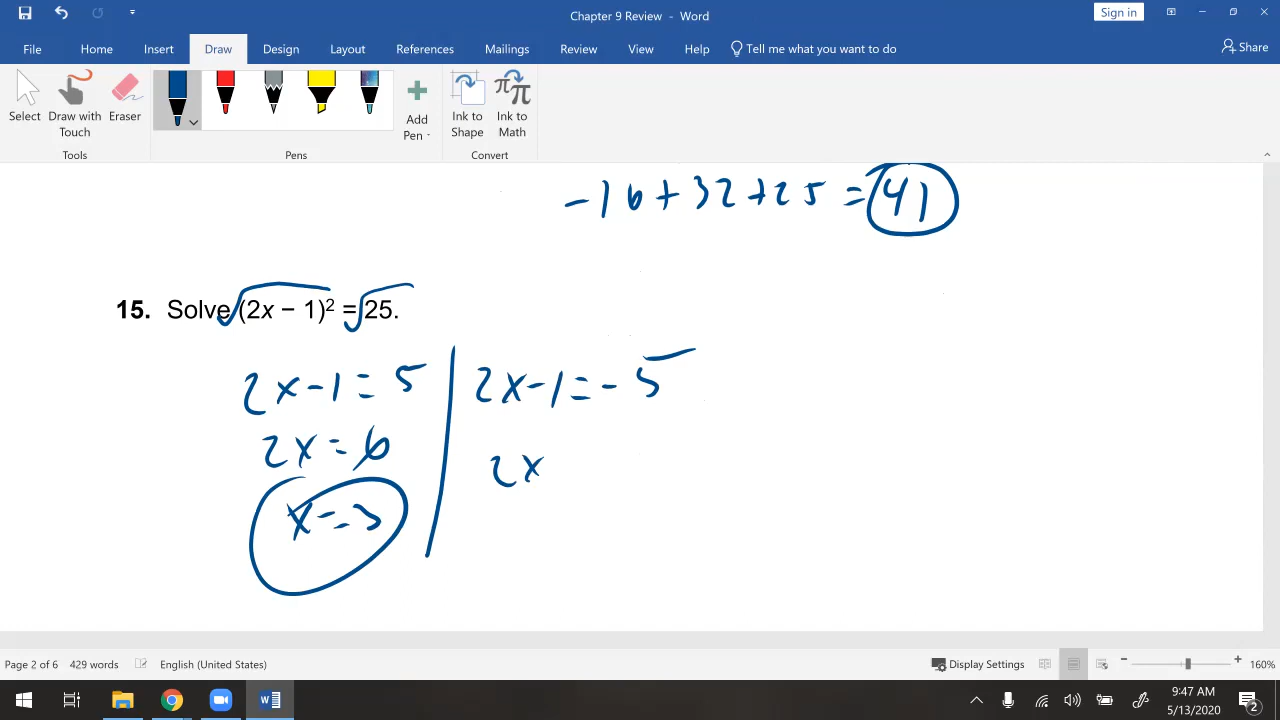 Chapter 9 Review - Word
Sign in
File Home Insert Draw Design Layout References Mailings Review View Help Tell me what you want to do Share
Select Draw with Touch Eraser Add Pen Ink to Shape Ink to Math
Tools Pens Convert
-16+32+25=41
15. Solve √(2x − 1)² = √25.
2x-1=5 2x-1=-5
2x=6 2x
x=3
Page 2 of 6 429 words English (United States) Display Settings 160%
9:47 AM
5/13/2020
2